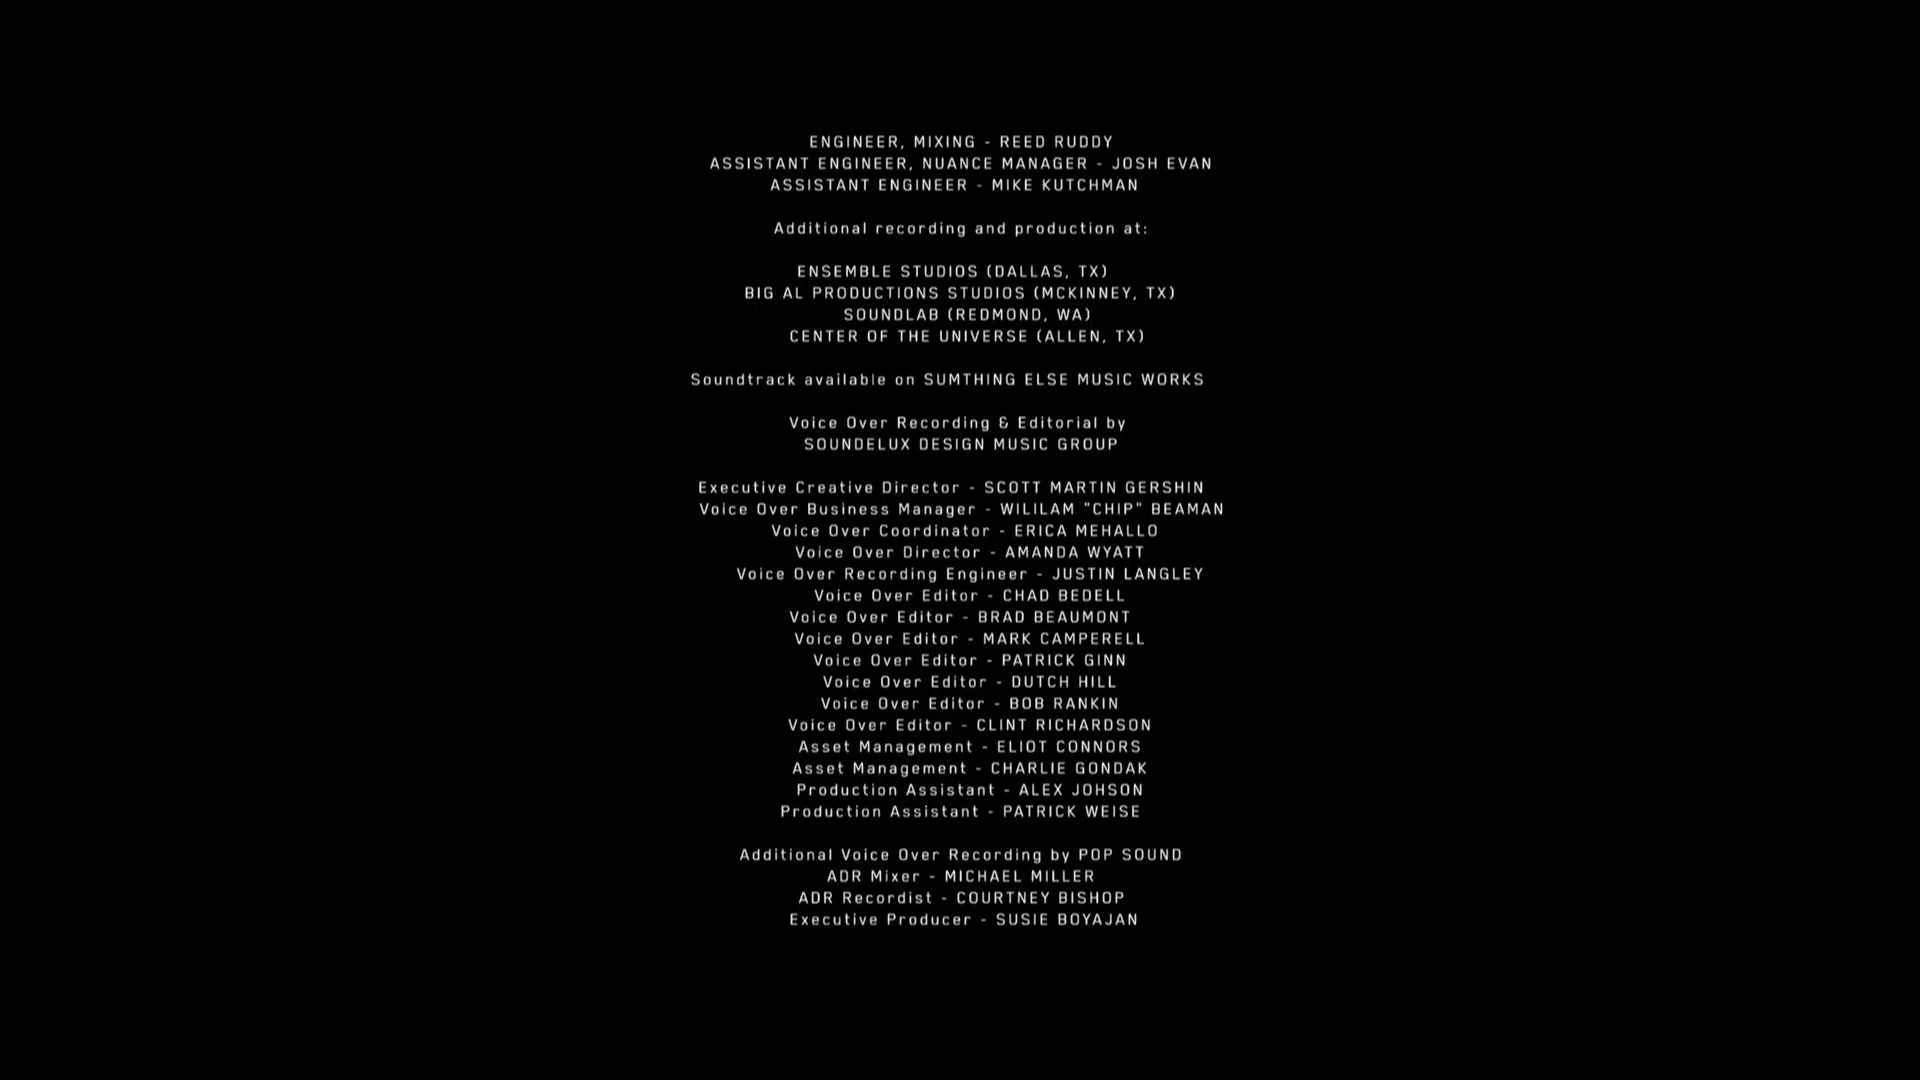 ENGINEER, MIXING - REED RUDDY
ASSISTANT ENGINEER, NUANCE MANAGER - JOSH EVAN
ASSISTANT ENGINEER - MIKE KUTCHMAN
Additional recording and production at:
ENSEMBLE STUDIOS (DALLAS, TX)
BIG AL PRODUCTIONS STUDIOS (MCKINNEY, TX)
SOUNDLAB (REDMOND, WA)
CENTER OF THE UNIVERSE (ALLEN, TX)
Soundtrack available on SUMTHING ELSE MUSIC WORKS
Voice Over Recording & Editorial by
SOUNDELUX DESIGN MUSIC GROUP
Executive Creative Director - SCOTT MARTIN GERSHIN
Voice Over Business Manager - WILILAM "CHIP" BEAMAN
Voice Over Coordinator - ERICA MEHALLO
Voice Over Director - AMANDA WYATT
Voice Over Recording Engineer - JUSTIN LANGLEY
Voice Over Editor - CHAD BEDELL
Voice Over Editor - BRAD BEAUMONT
Voice Over Editor - MARK CAMPERELL
Voice Over Editor - PATRICK GINN
Voice Over Editor - DUTCH HILL
Voice Over Editor - BOB RANKIN
Voice Over Editor - CLINT RICHARDSON
Asset Management - ELIOT CONNORS
Asset Management - CHARLIE GONDAK
Production Assistant - ALEX JOHSON
Production Assistant - PATRICK WEISE
Additional Voice Over Recording by POP SOUND
ADR Mixer - MICHAEL MILLER
ADR Recordist - COURTNEY BISHOP
Executive Producer - SUSIE BOYAJAN